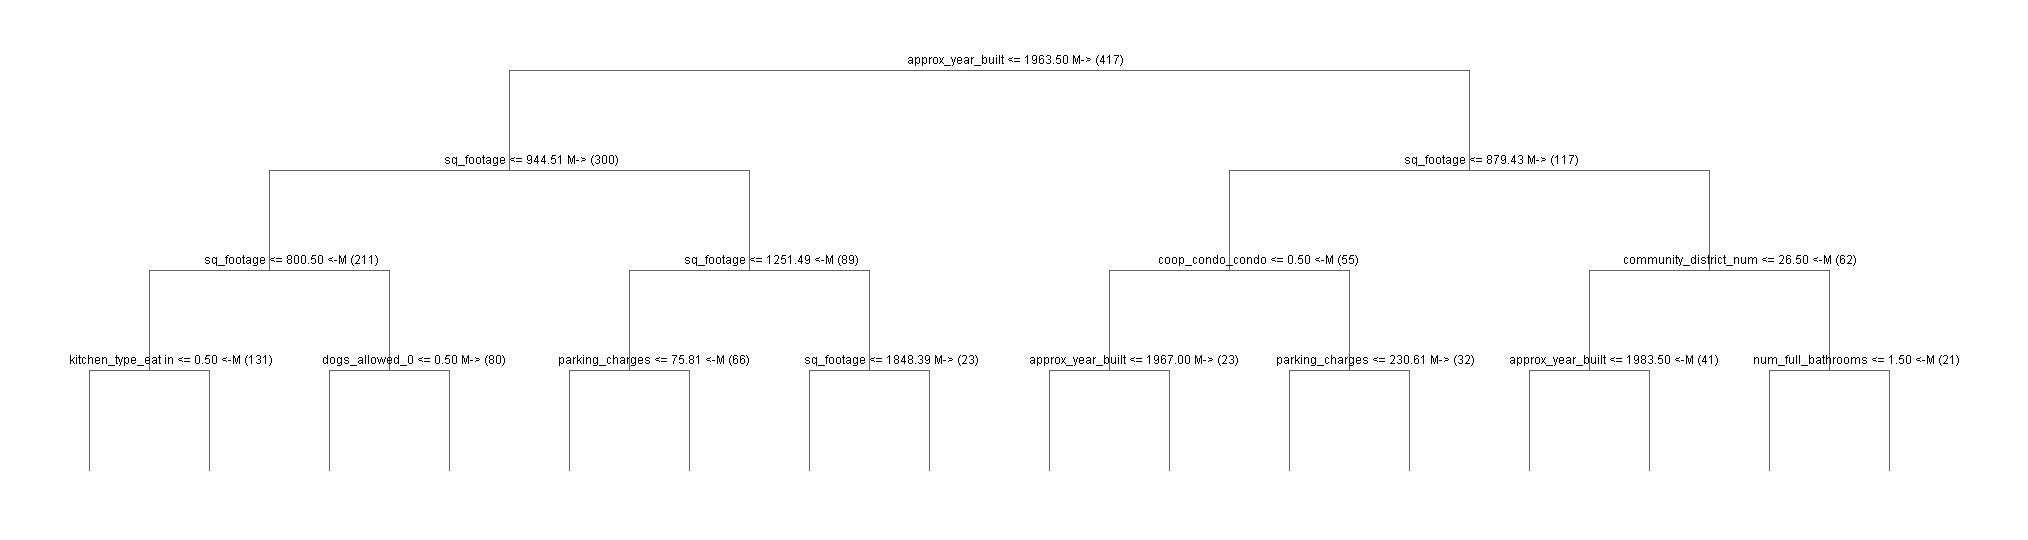 approx_year_built <= 1963.50 M-> (417)
sq_footage <= 944.51 M-> (300)
sq_footage <= 879.43 M-> (117)
sq_footage <= 800.50 <-M (211)
sq_footage <= 1251.49 <-M (89)
coop_condo_condo <= 0.50 <-M (55)
community_district_num <= 26.50 <-M (62)
kitchen_type_eat in <= 0.50 <-M (131)
dogs_allowed_0 <= 0.50 M-> (80)
parking_charges <= 75.81 <-M (66)
sq_footage <= 1848.39 M-> (23)
approx_year_built <= 1967.00 M-> (23)
parking_charges <= 230.61 M-> (32)
approx_year_built <= 1983.50 <-M (41)
num_full_bathrooms <= 1.50 <-M (21)